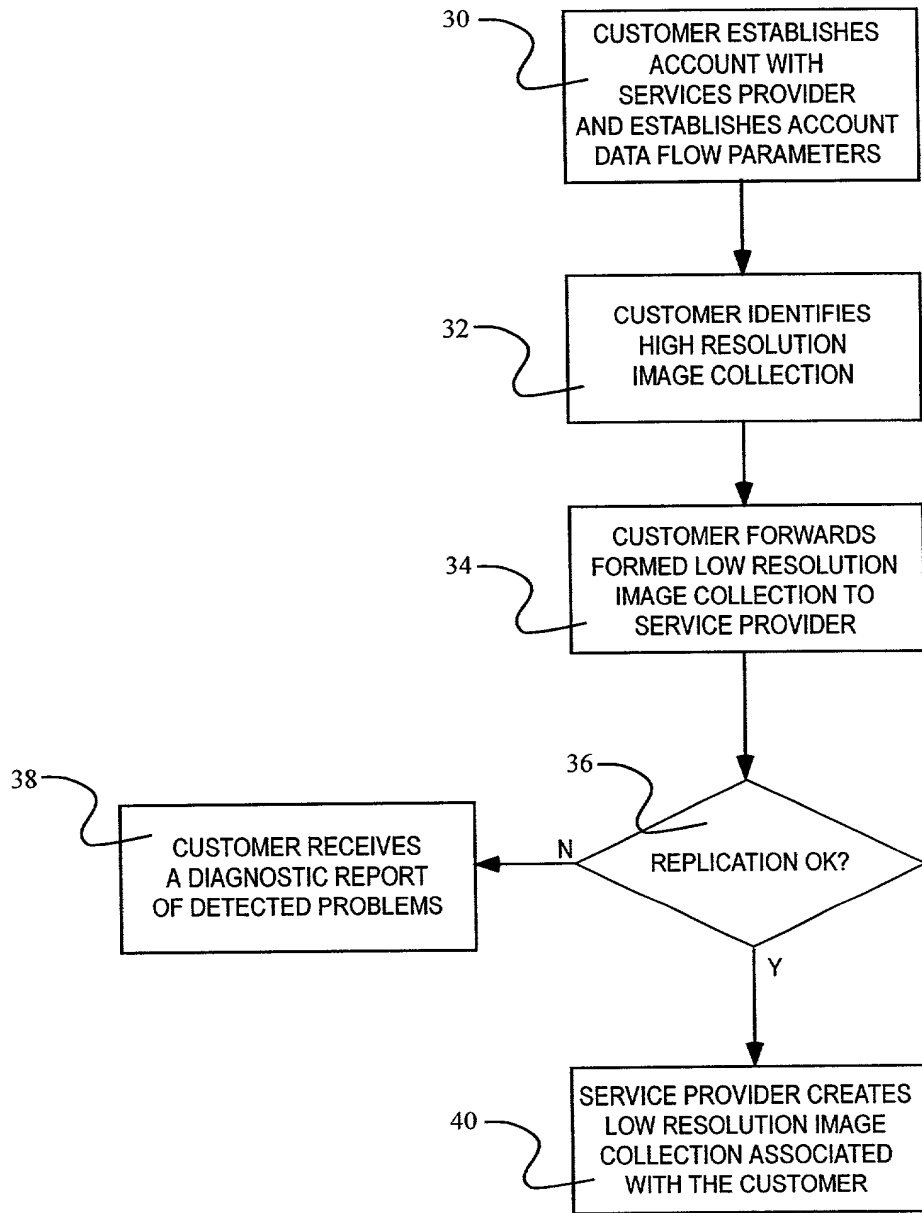 30
CUSTOMER ESTABLISHES
ACCOUNT WITH
SERVICES PROVIDER
AND ESTABLISHES ACCOUNT
DATA FLOW PARAMETERS
32
CUSTOMER IDENTIFIES
HIGH RESOLUTION
IMAGE COLLECTION
34
CUSTOMER FORWARDS
FORMED LOW RESOLUTION
IMAGE COLLECTION TO
SERVICE PROVIDER
36
REPLICATION OK?
N
Y
38
CUSTOMER RECEIVES
A DIAGNOSTIC REPORT
OF DETECTED PROBLEMS
40
SERVICE PROVIDER CREATES
LOW RESOLUTION IMAGE
COLLECTION ASSOCIATED
WITH THE CUSTOMER